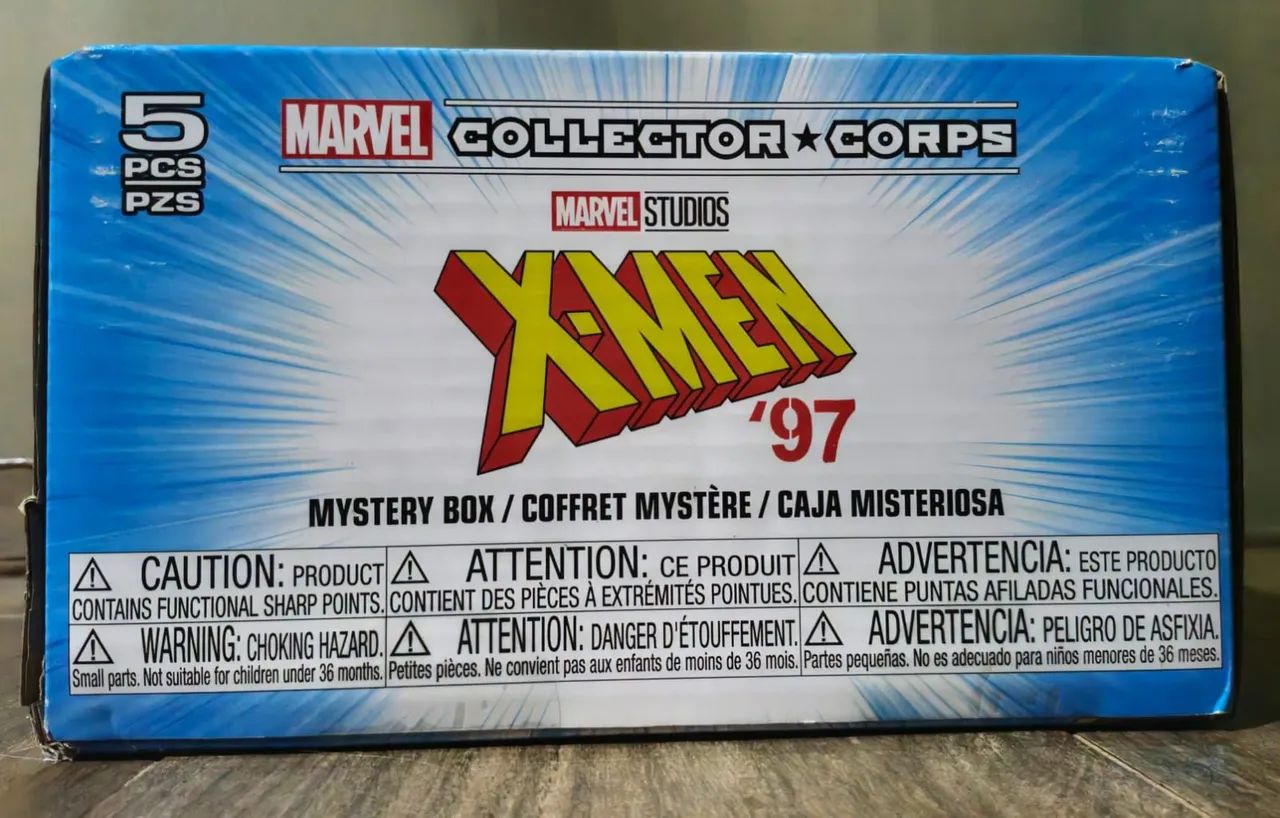 5
PCS
PZS
MARVEL COLLECTOR★CORPS
MARVEL STUDIOS
X-MEN
'97
MYSTERY BOX / COFFRET MYSTÈRE / CAJA MISTERIOSA
CAUTION: PRODUCT
CONTAINS FUNCTIONAL SHARP POINTS.
WARNING: CHOKING HAZARD.
Small parts. Not suitable for children under 36 months.
ATTENTION: CE PRODUIT
CONTIENT DES PIÈCES À EXTRÉMITÉS POINTUES.
ATTENTION: DANGER D'ÉTOUFFEMENT.
Petites pièces. Ne convient pas aux enfants de moins de 36 mois.
ADVERTENCIA: ESTE PRODUCTO
CONTIENE PUNTAS AFILADAS FUNCIONALES.
ADVERTENCIA: PELIGRO DE ASFIXIA.
Partes pequeñas. No es adecuado para niños menores de 36 meses.